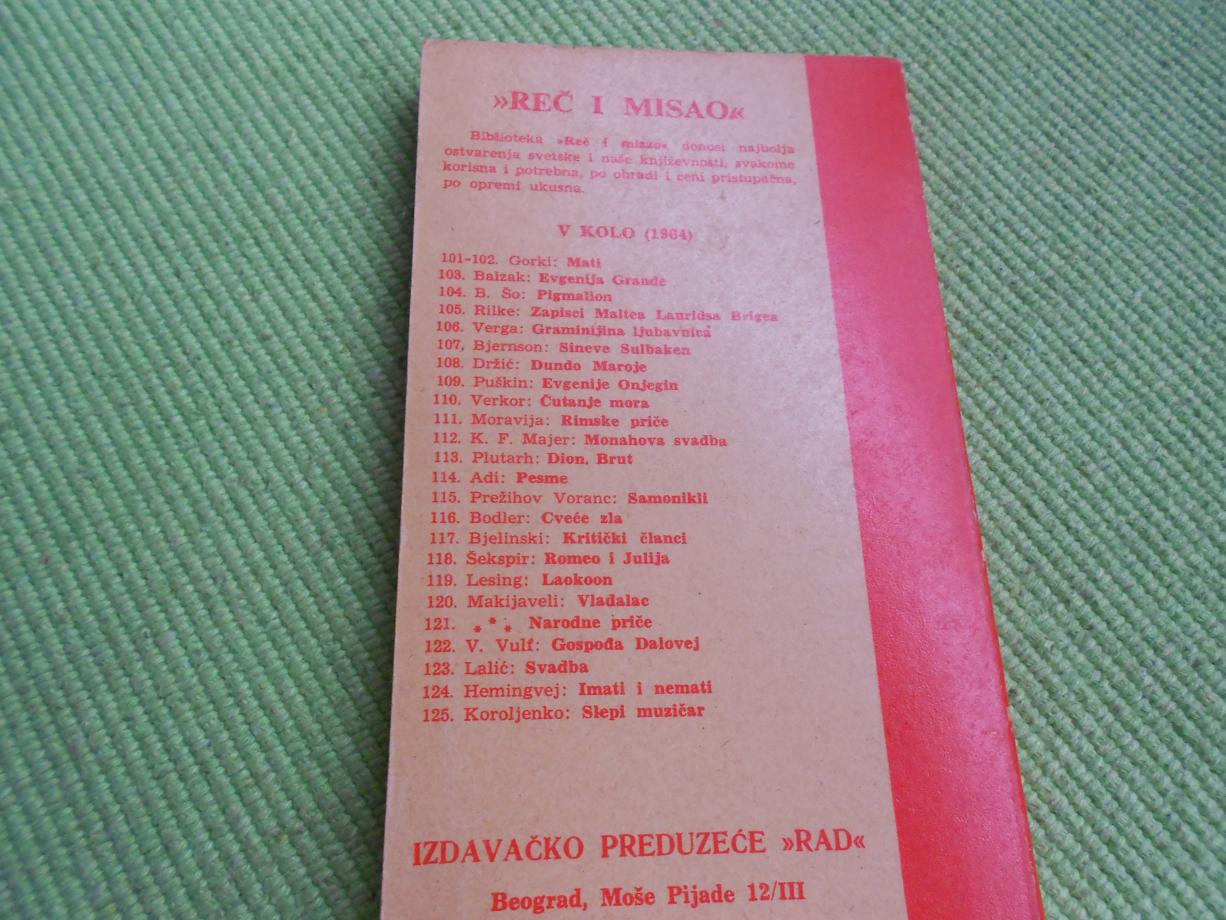 »REČ I MISAO«
Biblioteka »Reč i misao« donosi najbolja
ostvarenja svetske i naše književnosti, svakome
korisna i potrebna, po obradi i ceni pristupačna,
po opremi ukusna.
V KOLO (1964)
101-102. Gorki: Mati
103. Balzak: Evgenija Grande
104. B. Šo: Pigmalion
105. Rilke: Zapisci Maltea Lauridsa Brigea
106. Verga: Graminijina ljubavnica
107, Bjernson: Sineve Sulbaken
108. Držić: Dundo Maroje
109. Puškin: Evgenije Onjegin
110. Verkor: Ćutanje mora
111. Moravija: Rimske priče
112. K. F. Majer: Monahova svadba
113. Plutarh: Dion, Brut
114. Adi: Pesme
115. Prežihov Voranc: Samonikli
116. Bodler: Cveće zla
117. Bjelinski: Kritički članci
118. Šekspir: Romeo i Julija
119. Lesing: Laokoon
120. Makijaveli: Vladalac
121. *** Narodne priče
122. V. Vulf: Gospođa Dalovej
123. Lalić: Svadba
124. Hemingvej: Imati i nemati
125. Koroljenko: Slepi muzičar
IZDAVAČKO PREDUZEĆE »RAD«
Beograd, Moše Pijade 12/III